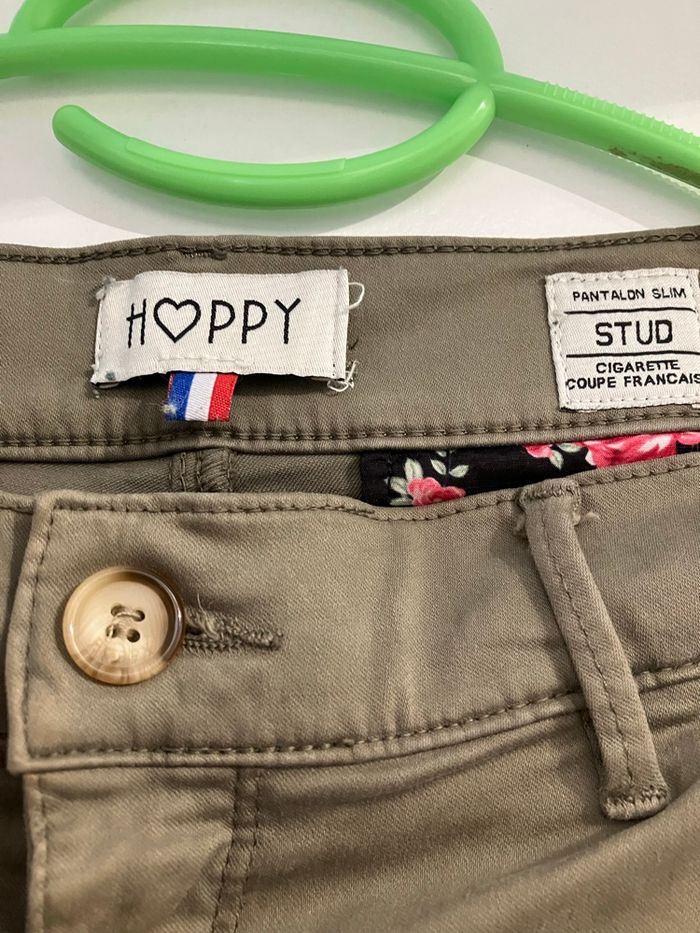 H♡PPY
PANTALON SLIM
STUD
CIGARETTE
COUPE FRANCAIS